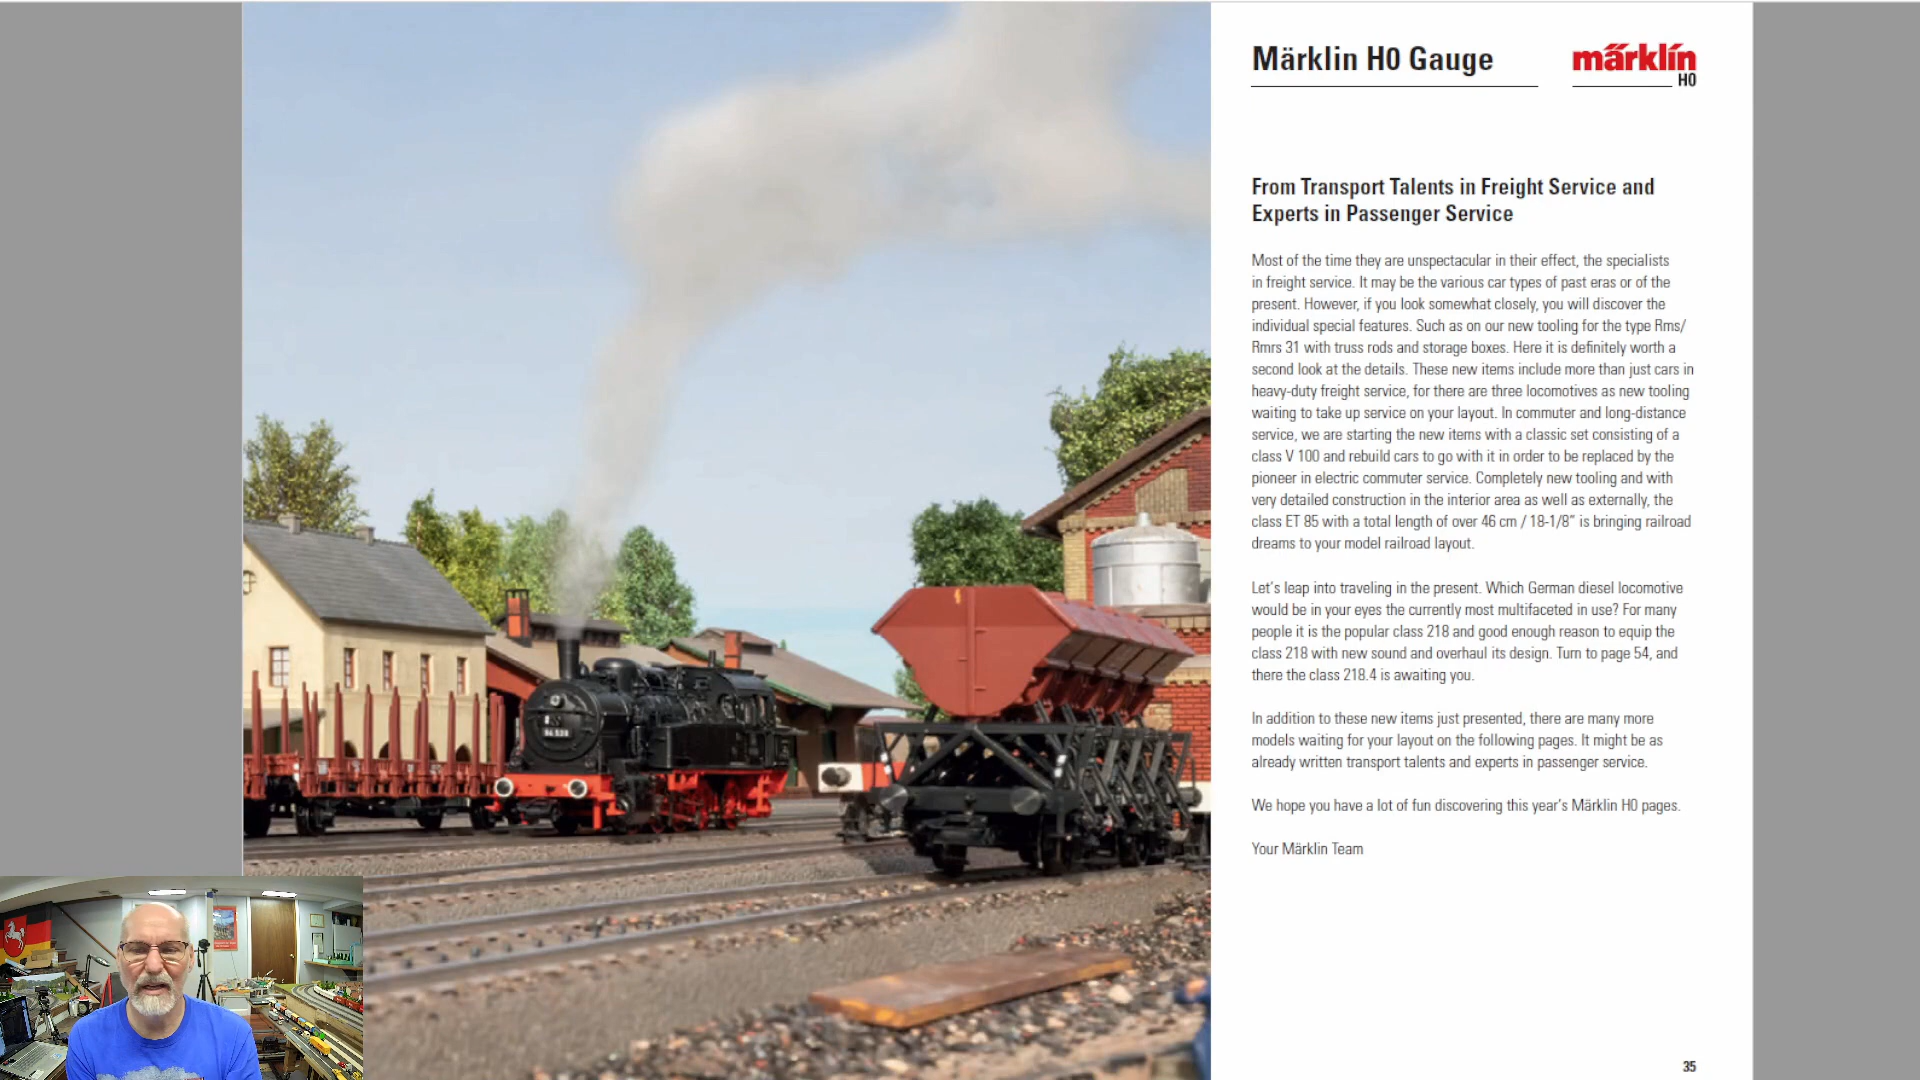 Märklin H0 Gauge
märklín
H0
From Transport Talents in Freight Service and
Experts in Passenger Service
Most of the time they are unspectacular in their effect, the specialists
in freight service. It may be the various car types of past eras or of the
present. However, if you look somewhat closely, you will discover the
individual special features. Such as on our new tooling for the type Rms/
Rmrs 31 with truss rods and storage boxes. Here it is definitely worth a
second look at the details. These new items include more than just cars in
heavy-duty freight service, for there are three locomotives as new tooling
waiting to take up service on your layout. In commuter and long-distance
service, we are starting the new items with a classic set consisting of a
class V 100 and rebuild cars to go with it in order to be replaced by the
pioneer in electric commuter service. Completely new tooling and with
very detailed construction in the interior area as well as externally, the
class ET 85 with a total length of over 46 cm / 18-1/8” is bringing railroad
dreams to your model railroad layout.
Let’s leap into traveling in the present. Which German diesel locomotive
would be in your eyes the currently most multifaceted in use? For many
people it is the popular class 218 and good enough reason to equip the
class 218 with new sound and overhaul its design. Turn to page 54, and
there the class 218.4 is awaiting you.
In addition to these new items just presented, there are many more
models waiting for your layout on the following pages. It might be as
already written transport talents and experts in passenger service.
We hope you have a lot of fun discovering this year’s Märklin H0 pages.
Your Märklin Team
35